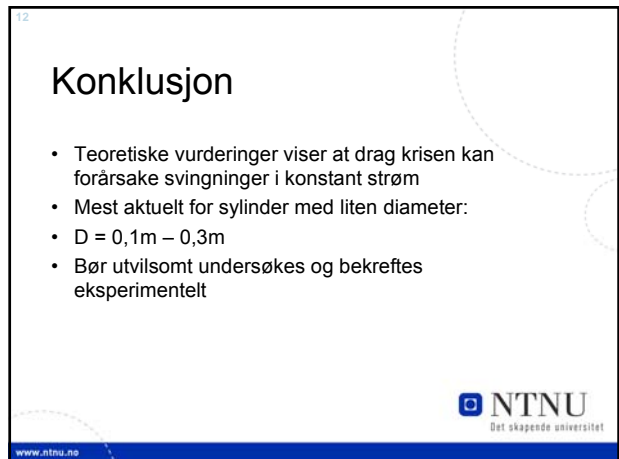 12
Konklusjon
• Teoretiske vurderinger viser at drag krisen kan
forårsake svingninger i konstant strøm
• Mest aktuelt for sylinder med liten diameter:
• D = 0,1m – 0,3m
• Bør utvilsomt undersøkes og bekreftes
eksperimentelt
NTNU
Det skapende universitet
www.ntnu.no